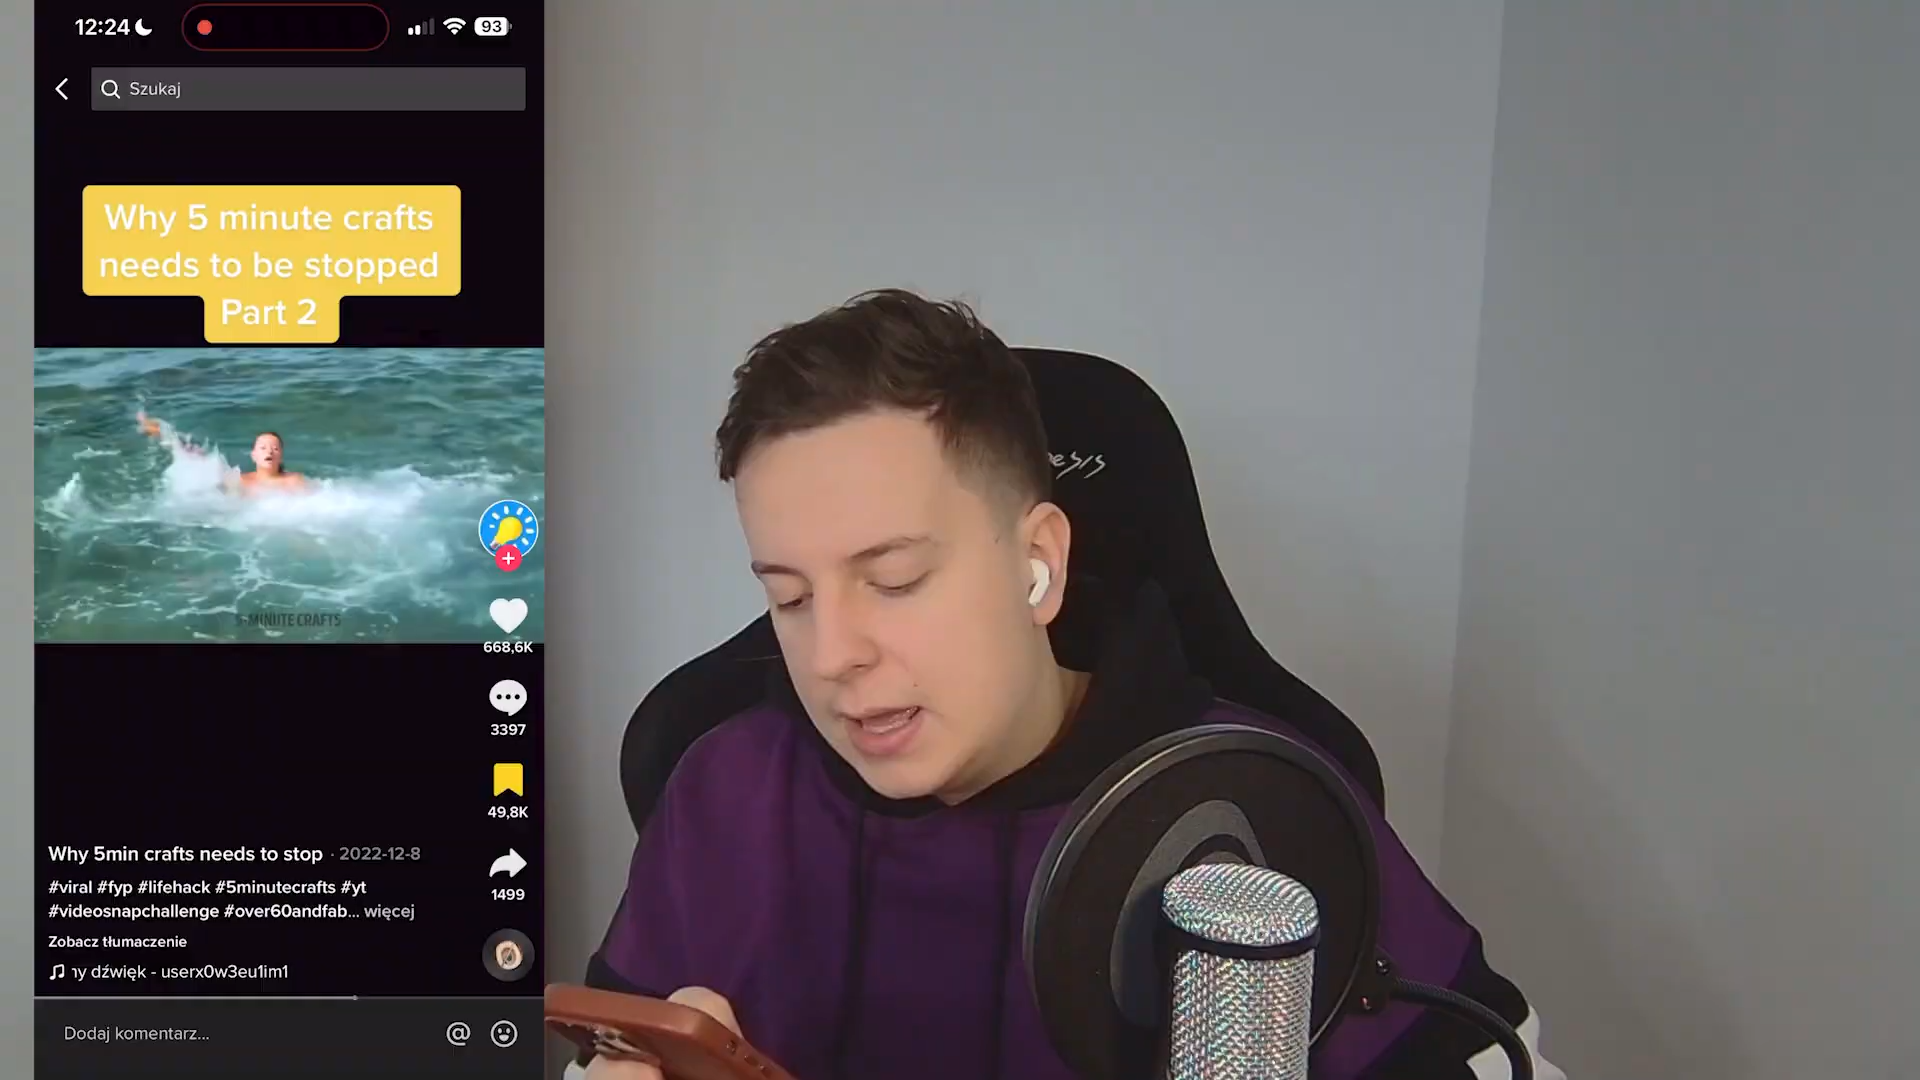 12:24
93
Szukaj
Why 5 minute crafts
needs to be stopped
Part 2
5-MINUTE CRAFTS
668,6K
3397
49,8K
1499
Why 5min crafts needs to stop · 2022-12-8
#viral #fyp #lifehack #5minutecrafts #yt
#videosnapchallenge #over60andfab... więcej
Zobacz tłumaczenie
ny dźwięk - userx0w3eu1im1
Dodaj komentarz...
@